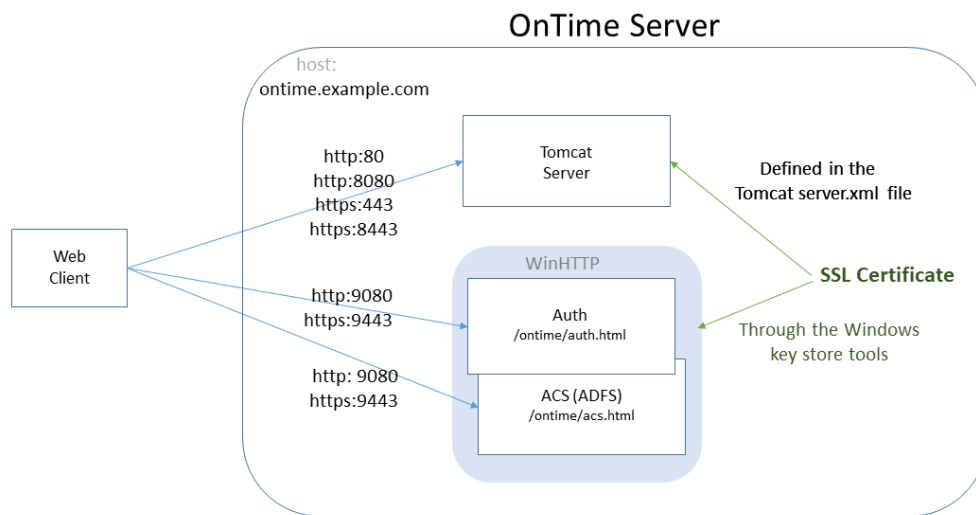 OnTime Server
host:
ontime.example.com
http:80
http:8080
https:443
https:8443
Tomcat
Server
Defined in the
Tomcat server.xml file
Web
Client
WinHTTP
SSL Certificate
http:9080
https:9443
Auth
/ontime/auth.html
Through the Windows
key store tools
http: 9080
https:9443
ACS (ADFS)
/ontime/acs.html